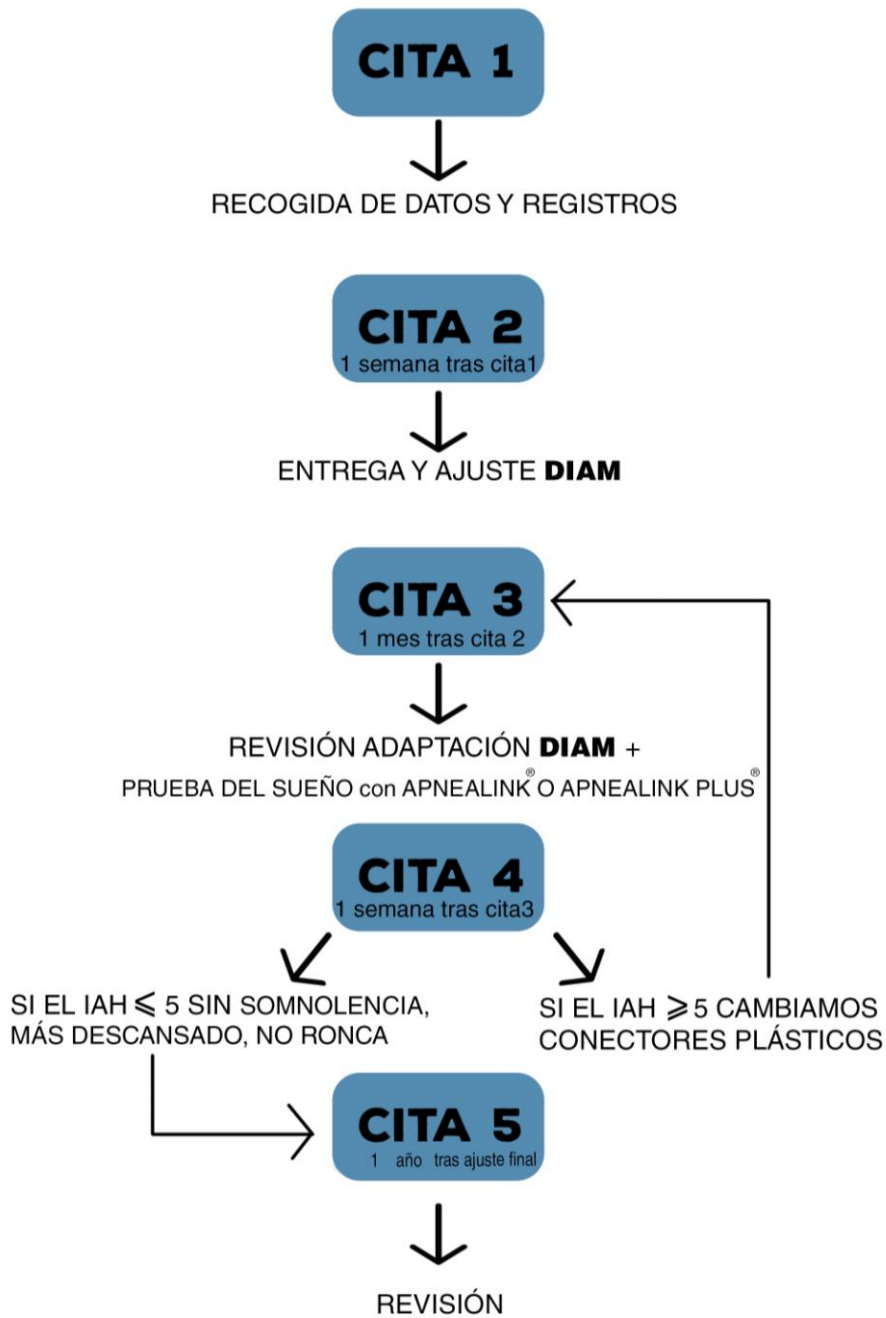 CITA 1
RECOGIDA DE DATOS Y REGISTROS
CITA 2
1 semana tras cita1
ENTREGA Y AJUSTE DIAM
CITA 3
1 mes tras cita 2
REVISIÓN ADAPTACIÓN DIAM +
PRUEBA DEL SUEÑO con APNEALINK® O APNEALINK PLUS®
CITA 4
1 semana tras cita3
SI EL IAH ⩽ 5 SIN SOMNOLENCIA,
MÁS DESCANSADO, NO RONCA
SI EL IAH ⩾ 5 CAMBIAMOS
CONECTORES PLÁSTICOS
CITA 5
1 año tras ajuste final
REVISIÓN